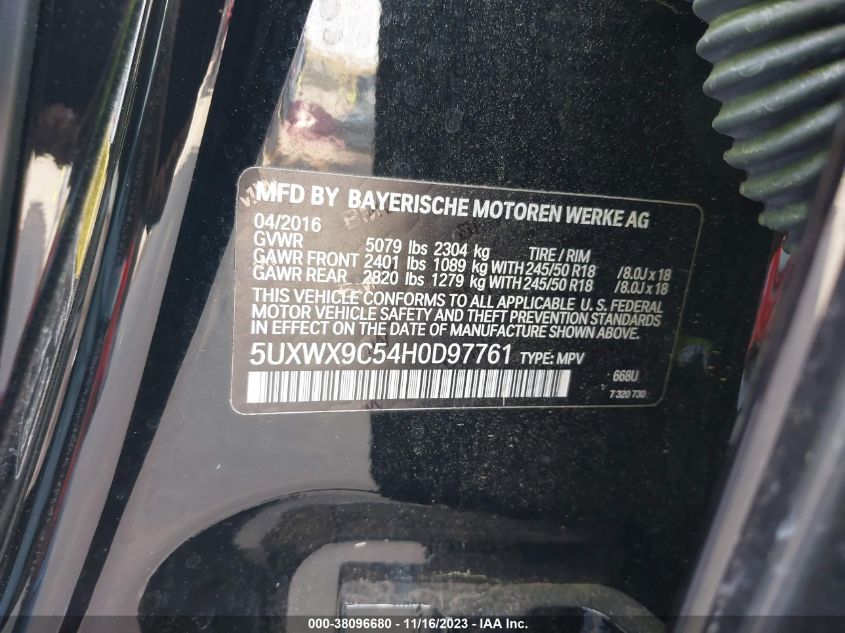 MFD BY BAYERISCHE MOTOREN WERKE AG
04/2016
GVWR 5079 lbs 2304 kg TIRE / RIM
GAWR FRONT 2401 lbs 1089 kg WITH 245/50 R18 /8.0J x 18
GAWR REAR 2820 lbs 1279 kg WITH 245/50 R18 /8.0J x 18
THIS VEHICLE CONFORMS TO ALL APPLICABLE U. S. FEDERAL
MOTOR VEHICLE SAFETY AND THEFT PREVENTION STANDARDS
IN EFFECT ON THE DATE OF MANUFACTURE SHOWN ABOVE.
5UXWX9C54H0D97761 TYPE: MPV
668U
7 320 730
000-38096680 - 11/16/2023 - IAA Inc.